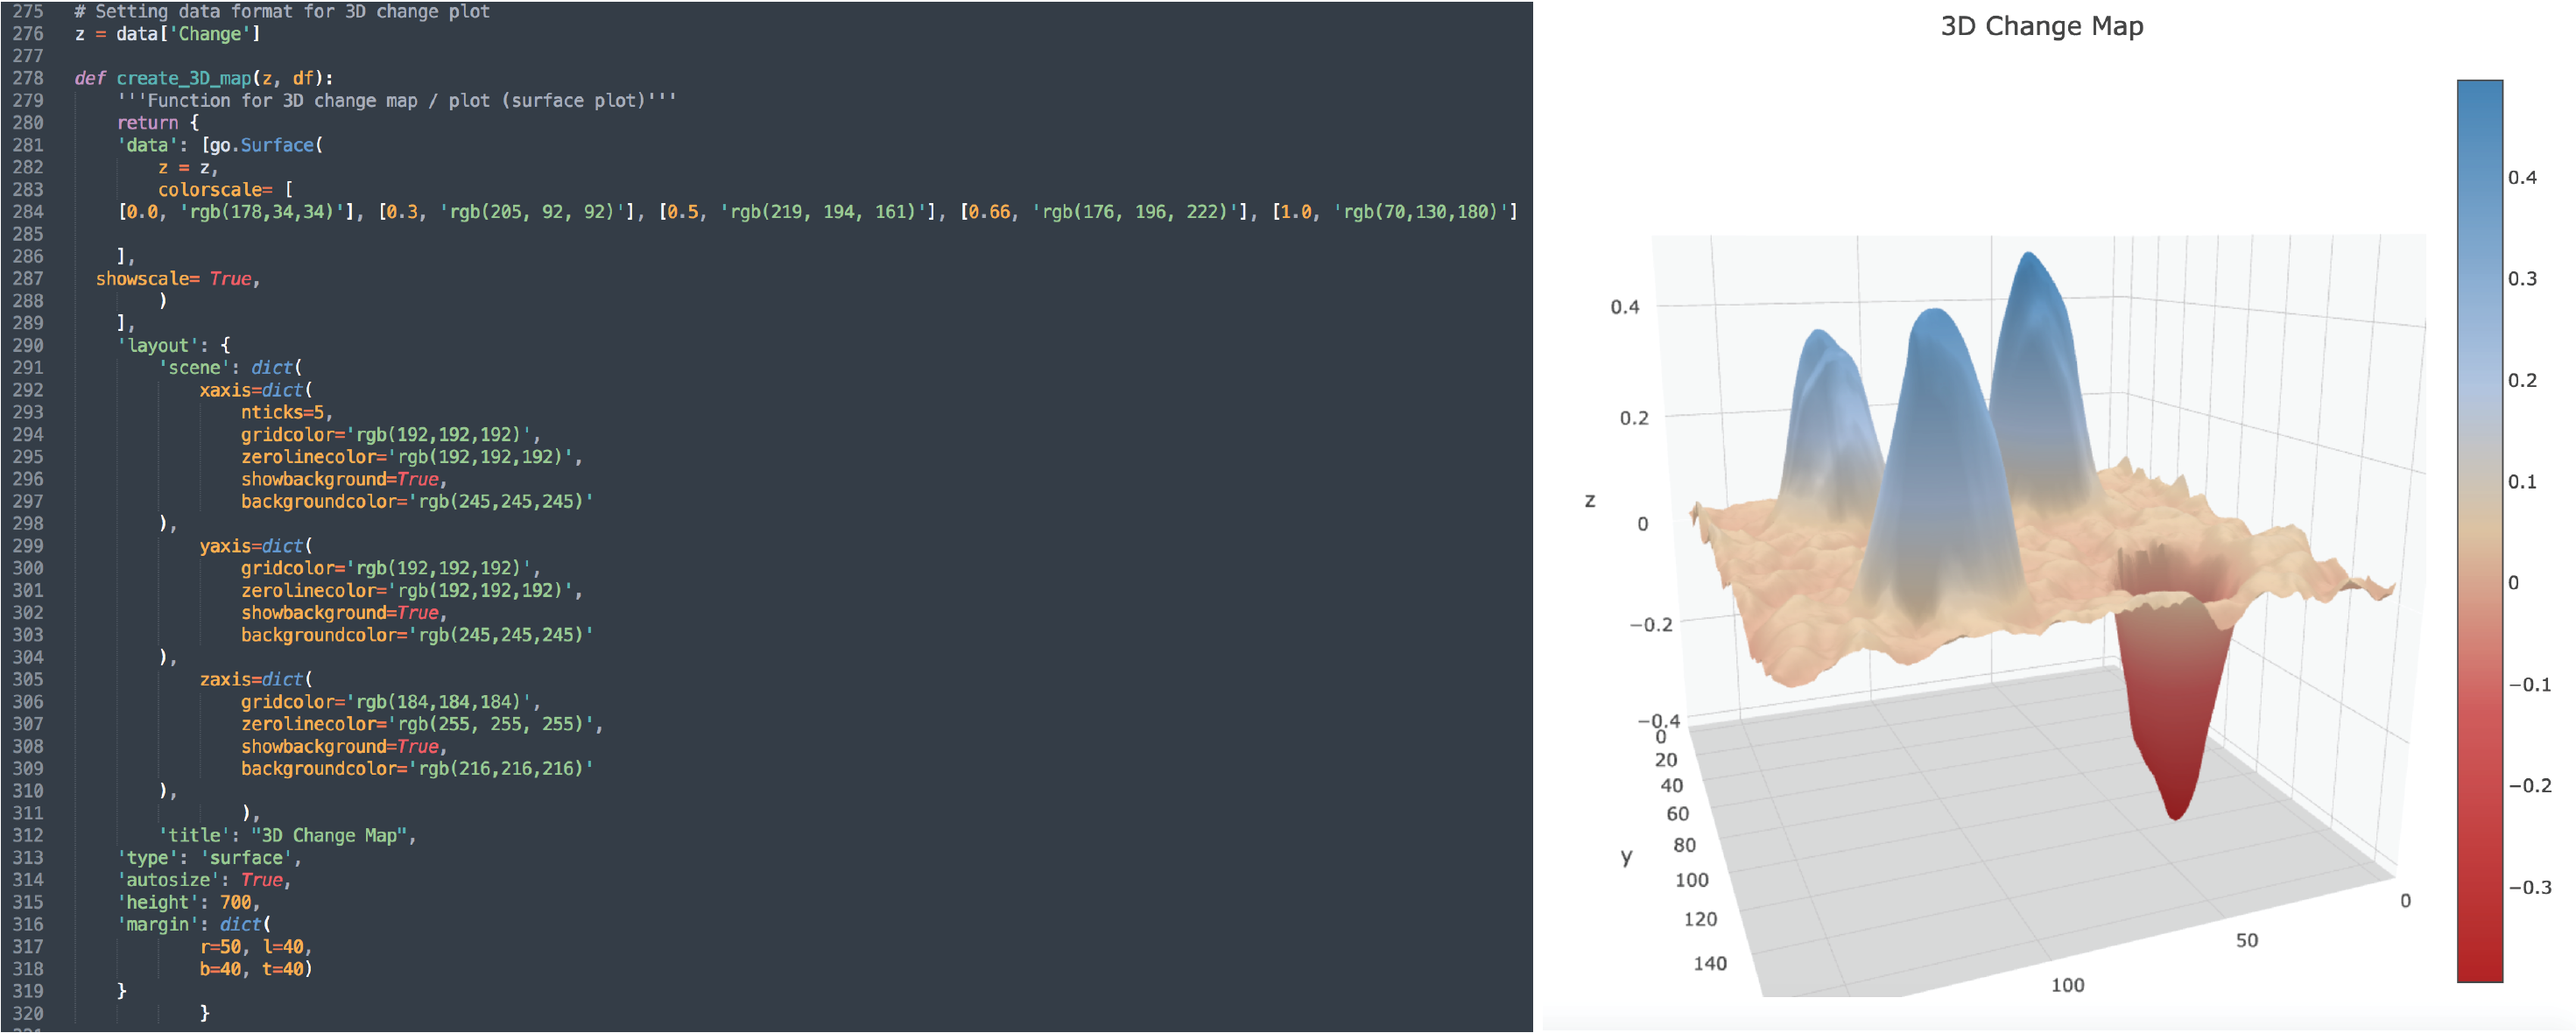 275 # Setting data format for 3D change plot
276 z = data['Change']
277
278 def create_3D_map(z, df):
279 '''Function for 3D change map / plot (surface plot)'''
280 return {
281 'data': [go.Surface(
282 z = z,
283 colorscale= [
284 [0.0, 'rgb(178,34,34)'], [0.3, 'rgb(205, 92, 92)'], [0.5, 'rgb(219, 194, 161)'], [0.66, 'rgb(176, 196, 222)'], [1.0, 'rgb(70,130,180)']
285
286 ],
287 showscale= True,
288 )
289 ],
290 'layout': {
291 'scene': dict(
292 xaxis=dict(
293 nticks=5,
294 gridcolor='rgb(192,192,192)',
295 zerolinecolor='rgb(192,192,192)',
296 showbackground=True,
297 backgroundcolor='rgb(245,245,245)'
298 ),
299 yaxis=dict(
300 gridcolor='rgb(192,192,192)',
301 zerolinecolor='rgb(192,192,192)',
302 showbackground=True,
303 backgroundcolor='rgb(245,245,245)'
304 ),
305 zaxis=dict(
306 gridcolor='rgb(184,184,184)',
307 zerolinecolor='rgb(255, 255, 255)',
308 showbackground=True,
309 backgroundcolor='rgb(216,216,216)'
310 ),
311 ),
312 'title': "3D Change Map",
313 'type': 'surface',
314 'autosize': True,
315 'height': 700,
316 'margin': dict(
317 r=50, l=40,
318 b=40, t=40)
319 }
320 }
3D Change Map
0.4
0.2
z
0
−0.2
−0.4
0
20
40
60
y
80
100
120
140
100
50
0
0.4
0.3
0.2
0.1
0
−0.1
−0.2
−0.3